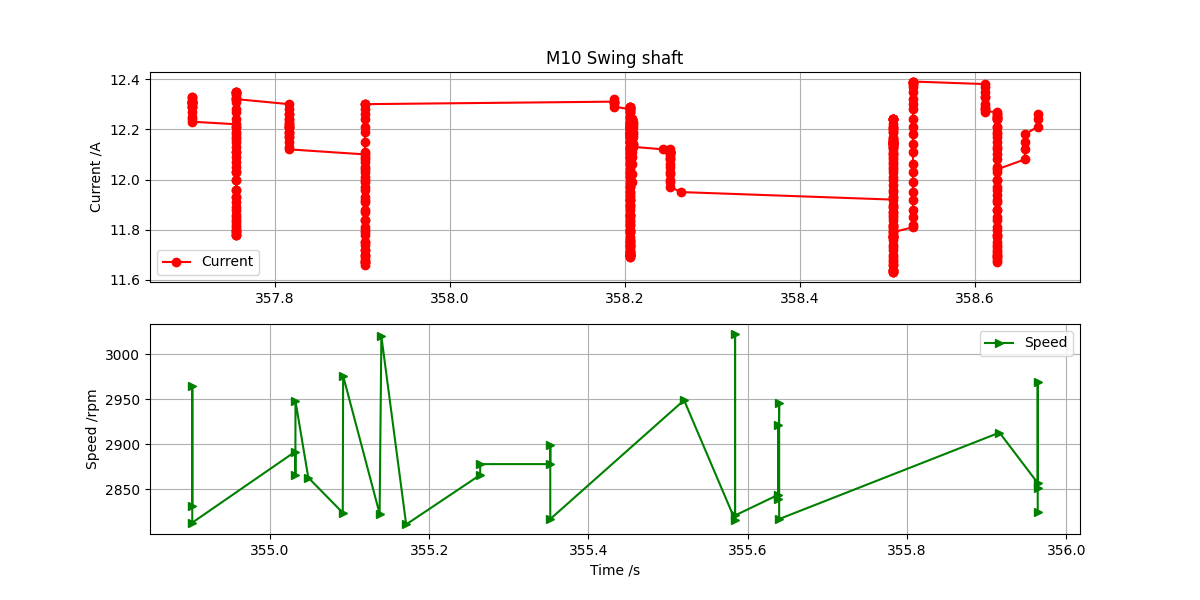 M10 Swing shaft
12.4
12.2
12.0
11.8
11.6
Current /A
Current
357.8 358.0 358.2 358.4 358.6
3000
2950
2900
2850
Speed /rpm
Speed
355.0 355.2 355.4 355.6 355.8 356.0
Time /s